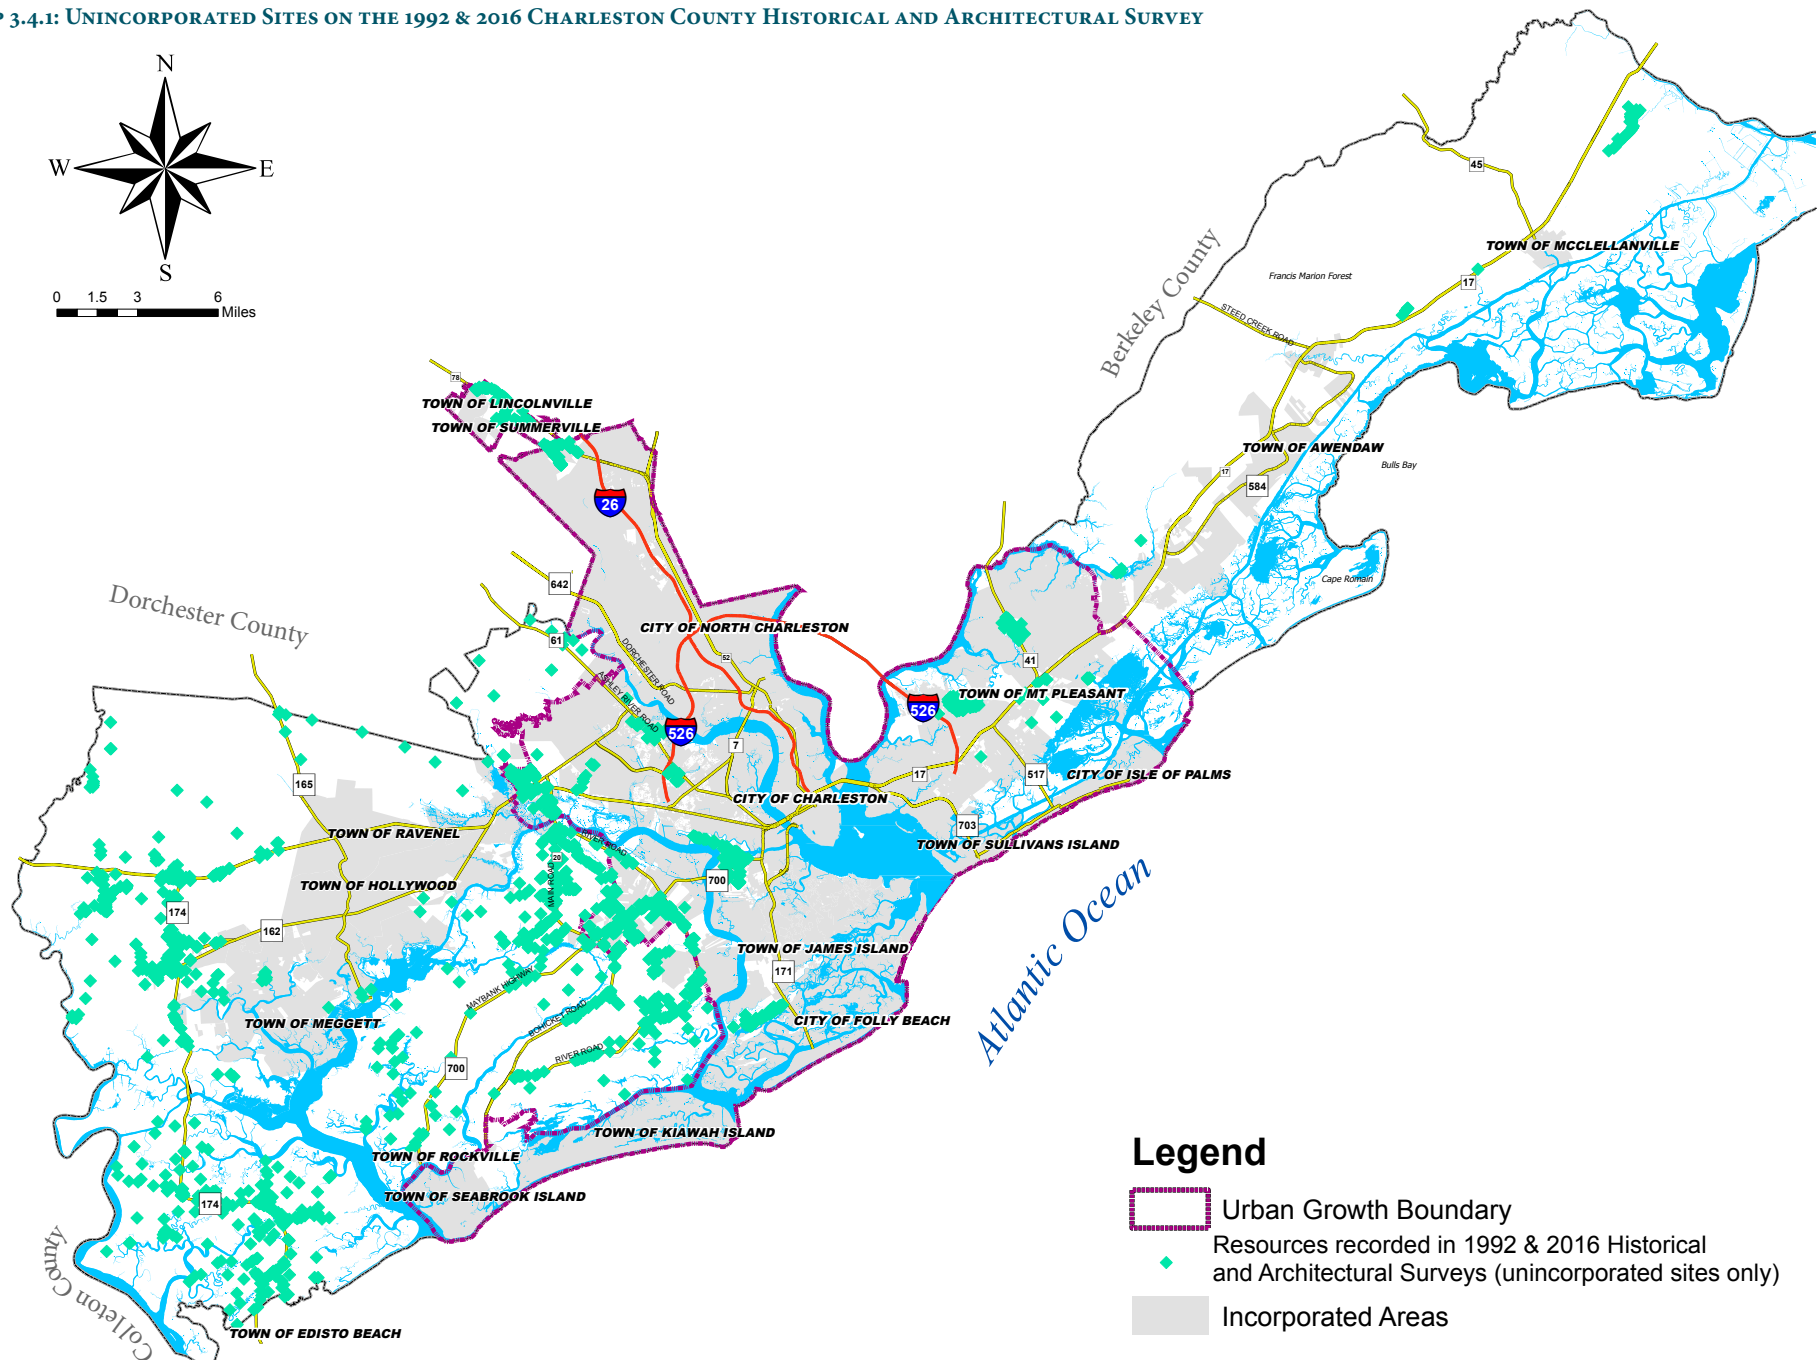 P 3.4.1: Unincorporated Sites on the 1992 & 2016 Charleston County Historical and Architectural Survey
N
W
E
S
0 1.5 3 6
Miles
45
TOWN OF MCCLELLANVILLE
Francis Marion Forest
17
Berkeley County
STEED CREEK ROAD
78
TOWN OF LINCOLNVILLE
TOWN OF SUMMERVILLE
TOWN OF AWENDAW
Bulls Bay
17
584
26
Cape Romain
642
Dorchester County
CITY OF NORTH CHARLESTON
61
DORCHESTER ROAD
52
41
ASHLEY RIVER ROAD
TOWN OF MT PLEASANT
526
526
7
165
17
517
CITY OF ISLE OF PALMS
CITY OF CHARLESTON
703
TOWN OF RAVENEL
RIVER ROAD
TOWN OF SULLIVANS ISLAND
20
MAIN ROAD
TOWN OF HOLLYWOOD
700
174
162
Atlantic Ocean
TOWN OF JAMES ISLAND
171
MAYBANK HIGHWAY
BOHICKET ROAD
TOWN OF MEGGETT
CITY OF FOLLY BEACH
RIVER ROAD
700
TOWN OF KIAWAH ISLAND
TOWN OF ROCKVILLE
TOWN OF SEABROOK ISLAND
174
Colleton County
TOWN OF EDISTO BEACH
Legend
Urban Growth Boundary
Resources recorded in 1992 & 2016 Historical
and Architectural Surveys (unincorporated sites only)
Incorporated Areas